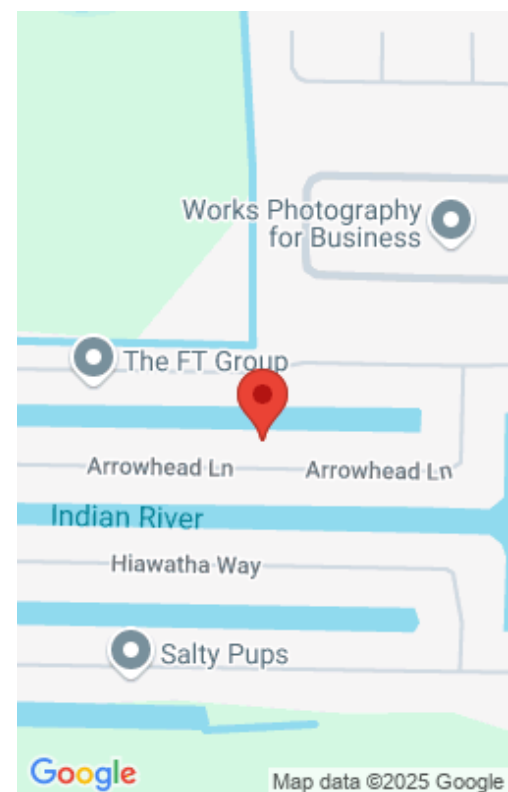 Works Photography
for Business
The FT Group
Arrowhead Ln
Arrowhead Ln
Indian River
Hiawatha Way
Salty Pups
Google
Map data ©2025 Google